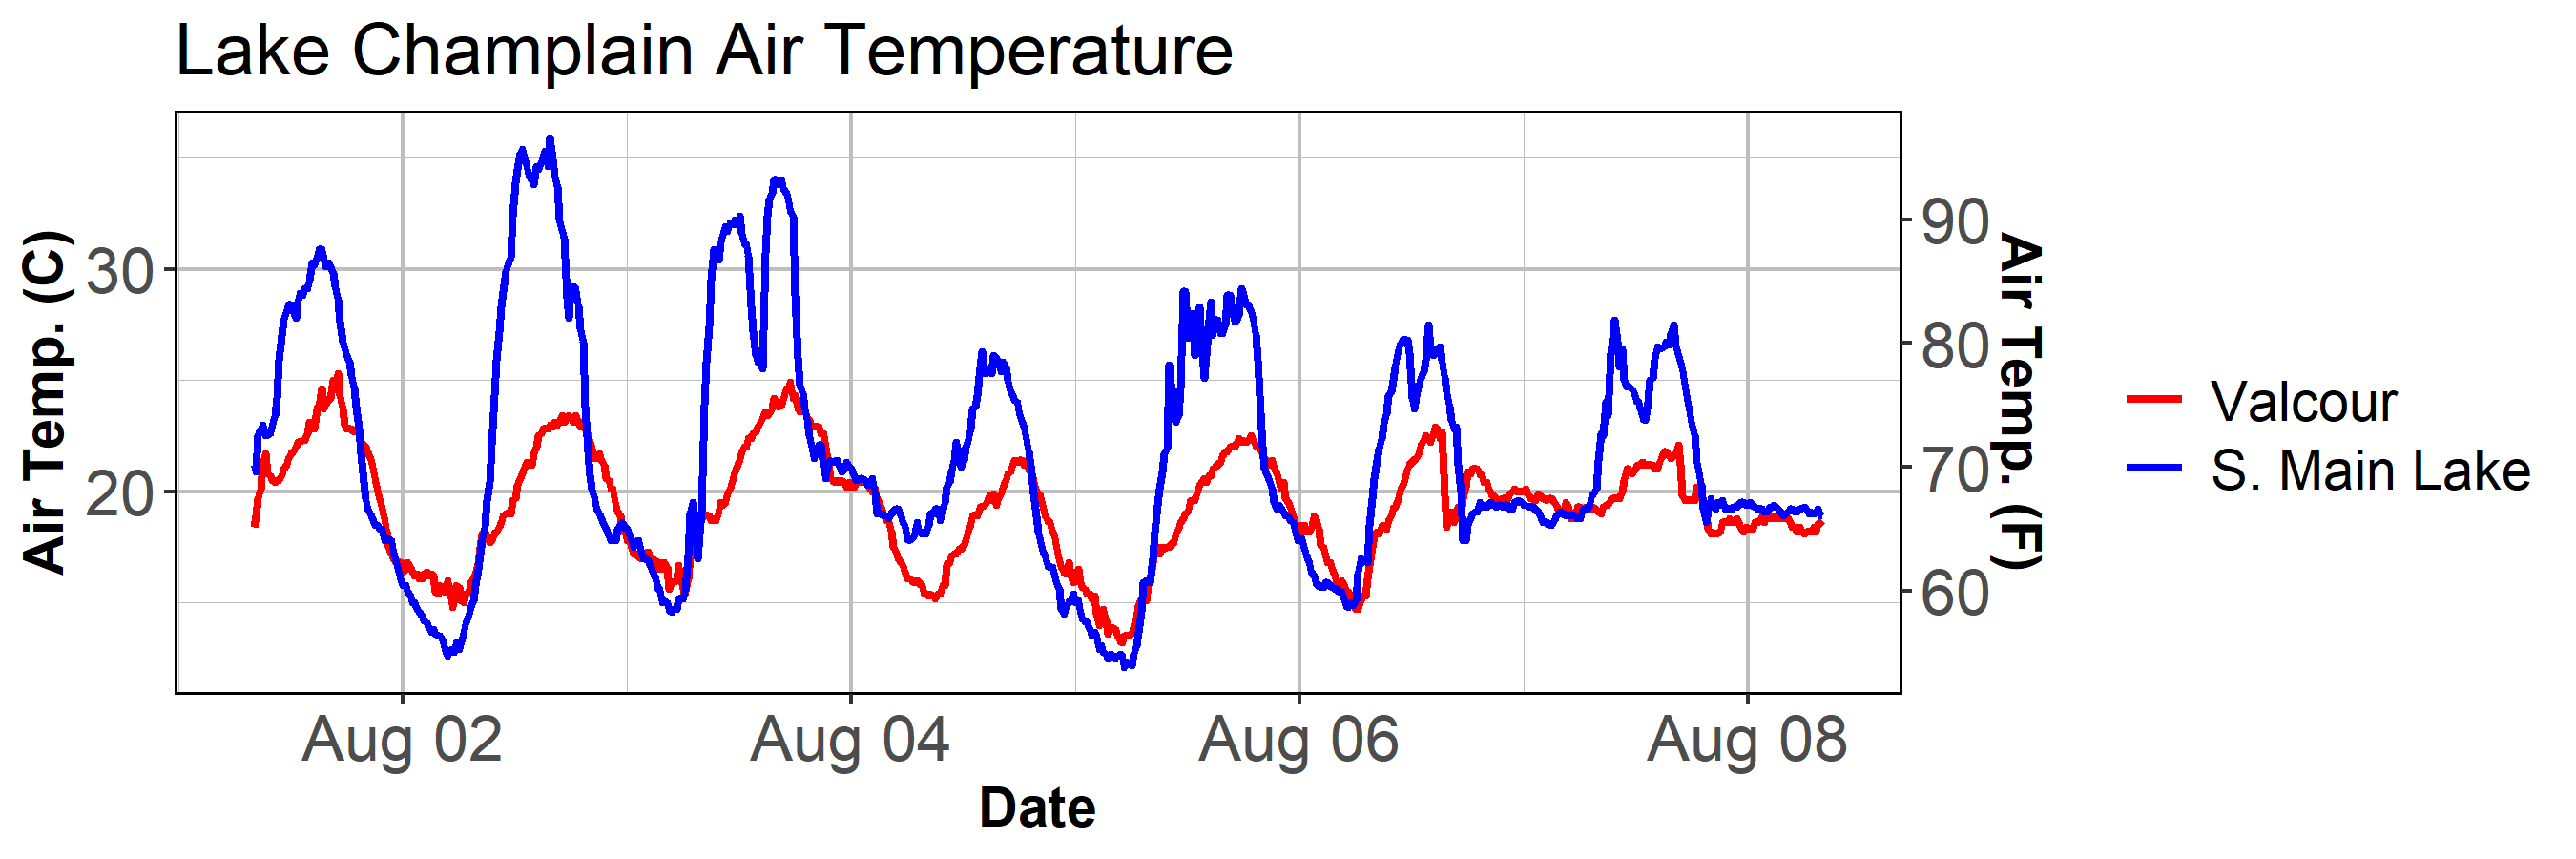 Lake Champlain Air Temperature
Air Temp. (C)
30
20
90
80
70
60
Air Temp. (F)
Valcour
S. Main Lake
Aug 02
Aug 04
Aug 06
Aug 08
Date